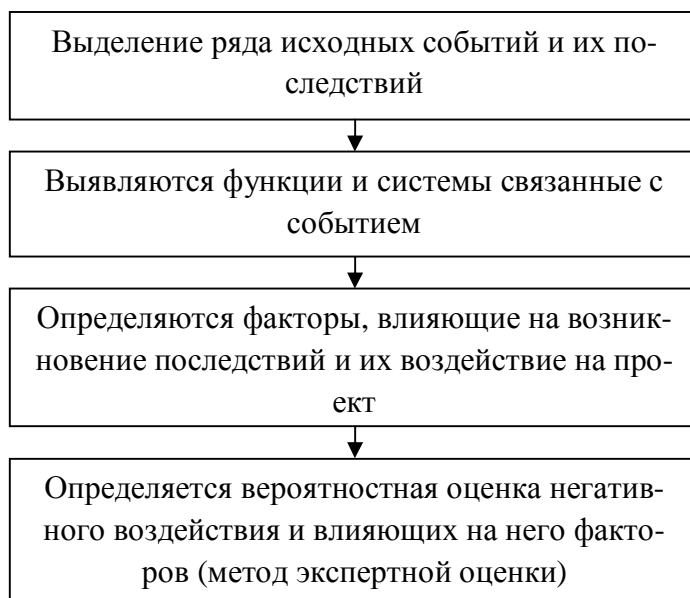 Выделение ряда исходных событий и их по-
следствий
Выявляются функции и системы связанные с
событием
Определяются факторы, влияющие на возник-
новение последствий и их воздействие на про-
ект
Определяется вероятностная оценка негатив-
ного воздействия и влияющих на него факто-
ров (метод экспертной оценки)